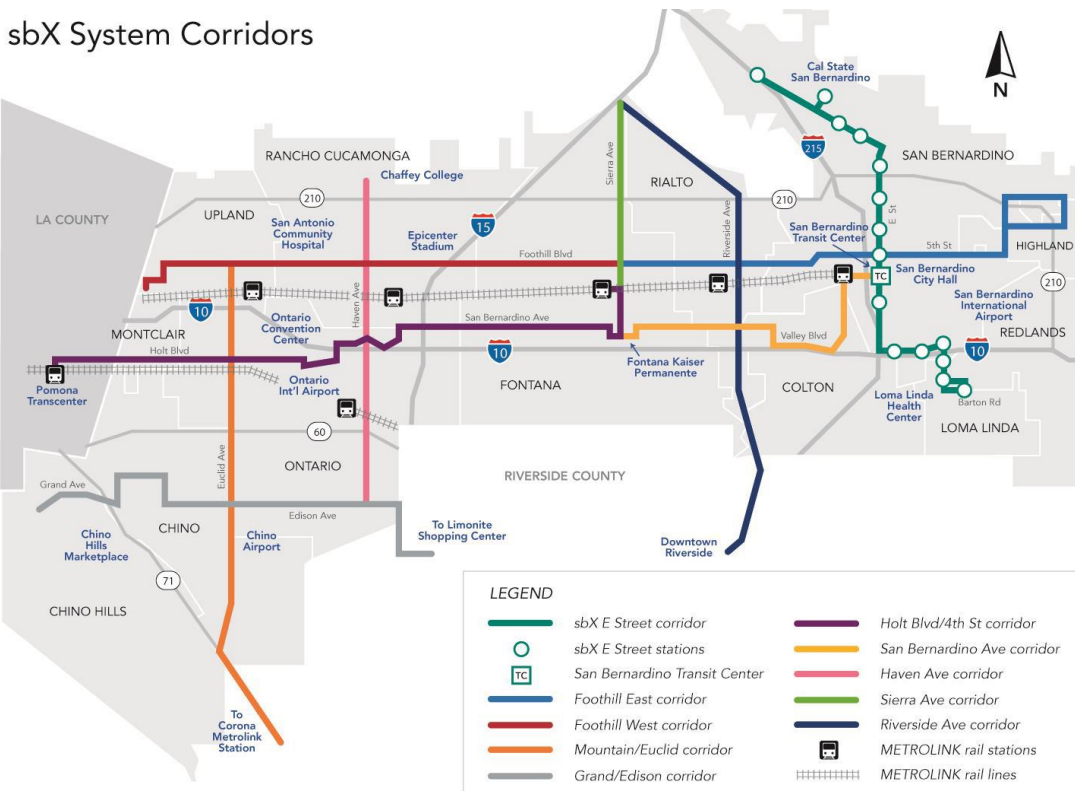 sbX System Corridors
Cal State
San Bernardino
N
215
SAN BERNARDINO
RANCHO CUCAMONGA
Chaffey College
Sierra Ave
RIALTO
210
210
LA COUNTY
UPLAND
San Antonio
Community
Hospital
15
Epicenter
Stadium
Riverside Ave
E St
San Bernardino
Transit Center
Foothill Blvd
5th St
HIGHLAND
TC
San Bernardino
City Hall
210
10
Haven Ave
Ontario
Convention
Center
San Bernardino
International
Airport
San Bernardino Ave
MONTCLAIR
Valley Blvd
REDLANDS
Holt Blvd
10
10
Fontana Kaiser
Permanente
Pomona
Transcenter
Ontario
Int'l Airport
FONTANA
COLTON
Loma Linda
Health
Center
Barton Rd
LOMA LINDA
60
Euclid Ave
ONTARIO
RIVERSIDE COUNTY
Grand Ave
Edison Ave
CHINO
To Limonite
Shopping Center
Chino
Hills
Marketplace
Chino
Airport
Downtown
Riverside
71
CHINO HILLS
To
Corona
Metrolink
Station
LEGEND
sbX E Street corridor
sbX E Street stations
TC
San Bernardino Transit Center
Foothill East corridor
Foothill West corridor
Mountain/Euclid corridor
Grand/Edison corridor
Holt Blvd/4th St corridor
San Bernardino Ave corridor
Haven Ave corridor
Sierra Ave corridor
Riverside Ave corridor
METROLINK rail stations
METROLINK rail lines